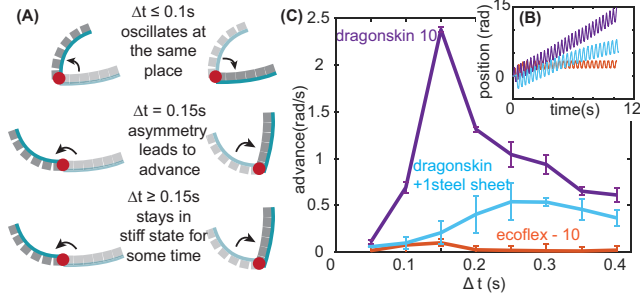 (A)
Δt ≤ 0.1s
oscillates at
the same
place
Δt = 0.15s
asymmetry
leads to
advance
Δt ≥ 0.15s
stays in
stiff state for
some time
(C)
2.5
2
1.5
1
0.5
0
advance(rad/s)
dragonskin 10
dragonskin
+1steel sheet
ecoflex - 10
0.1
0.2
0.3
0.4
Δ t (s)
(B)
15
0
position (rad)
0
5
10
time(s)